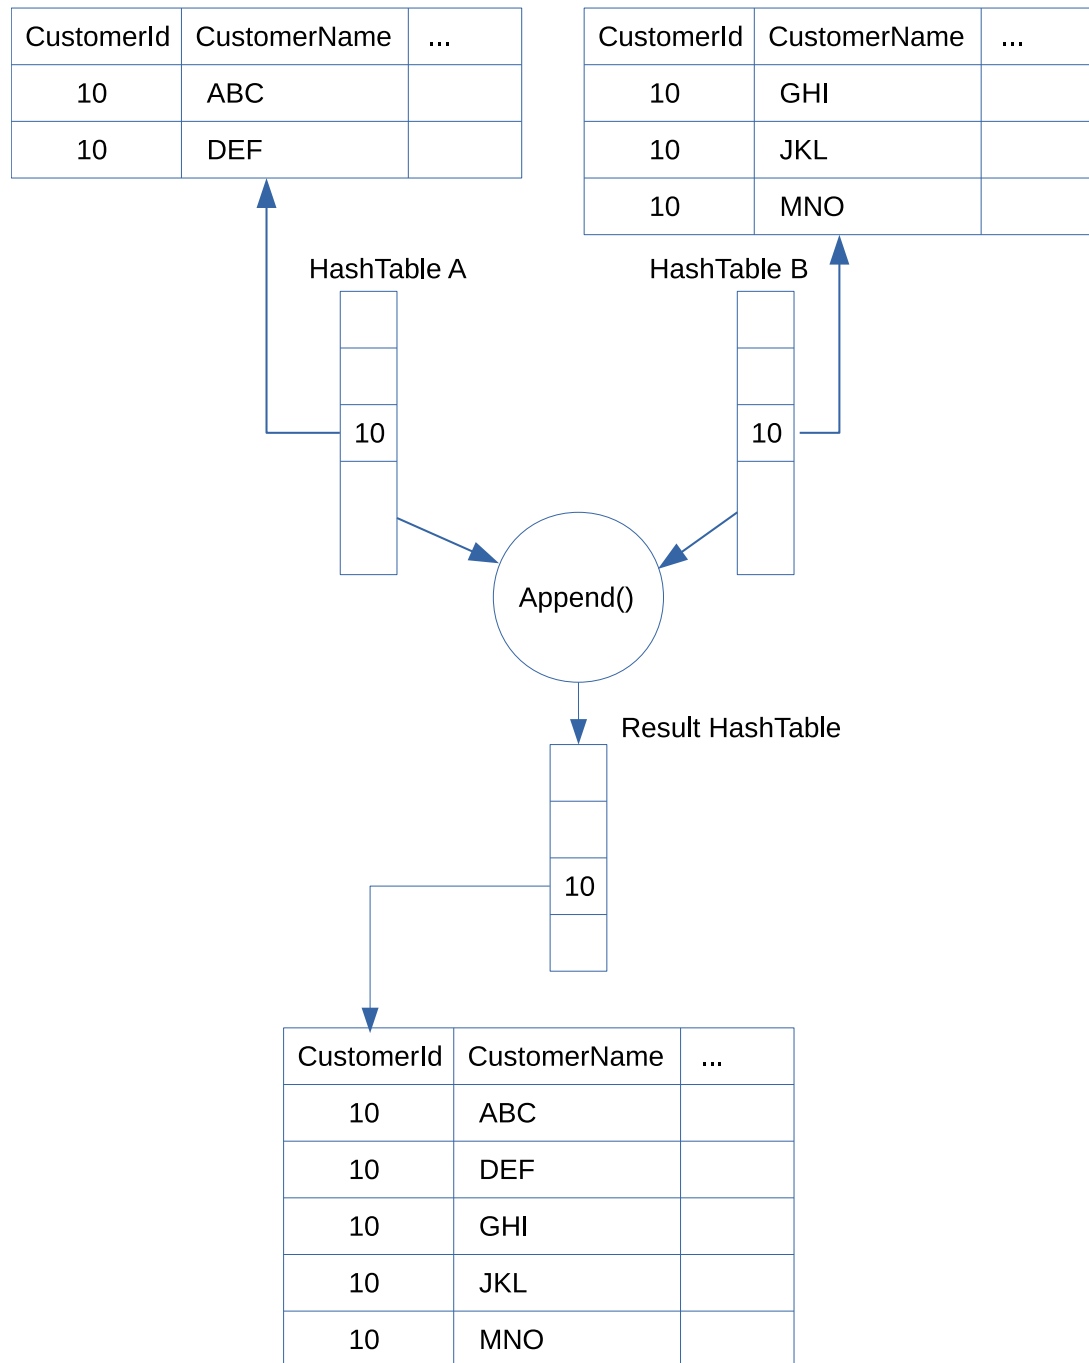 CustomerId CustomerName ...
10 ABC
10 DEF
CustomerId CustomerName ...
10 GHI
10 JKL
10 MNO
HashTable A
10
HashTable B
10
Append()
Result HashTable
10
CustomerId CustomerName ...
10 ABC
10 DEF
10 GHI
10 JKL
10 MNO